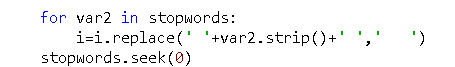 for var2 in stopwords:
    i=i.replace(' '+var2.strip()+' ','   ')
stopwords.seek(0)